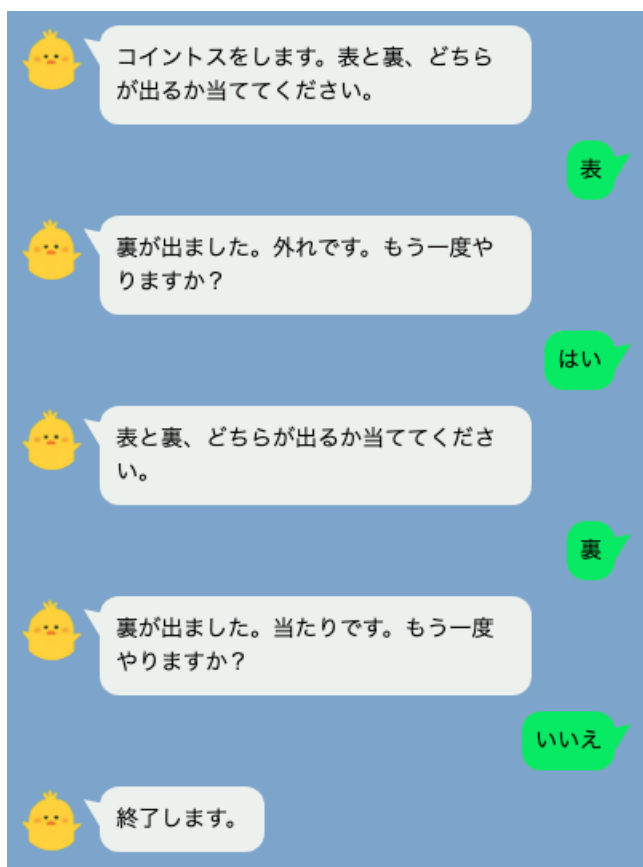 コイントスをします。表と裏、どちら
が出るか当ててください。
表
裏が出ました。外れです。もう一度や
りますか？
はい
表と裏、どちらが出るか当ててくださ
い。
裏
裏が出ました。当たりです。もう一度
やりますか？
いいえ
終了します。